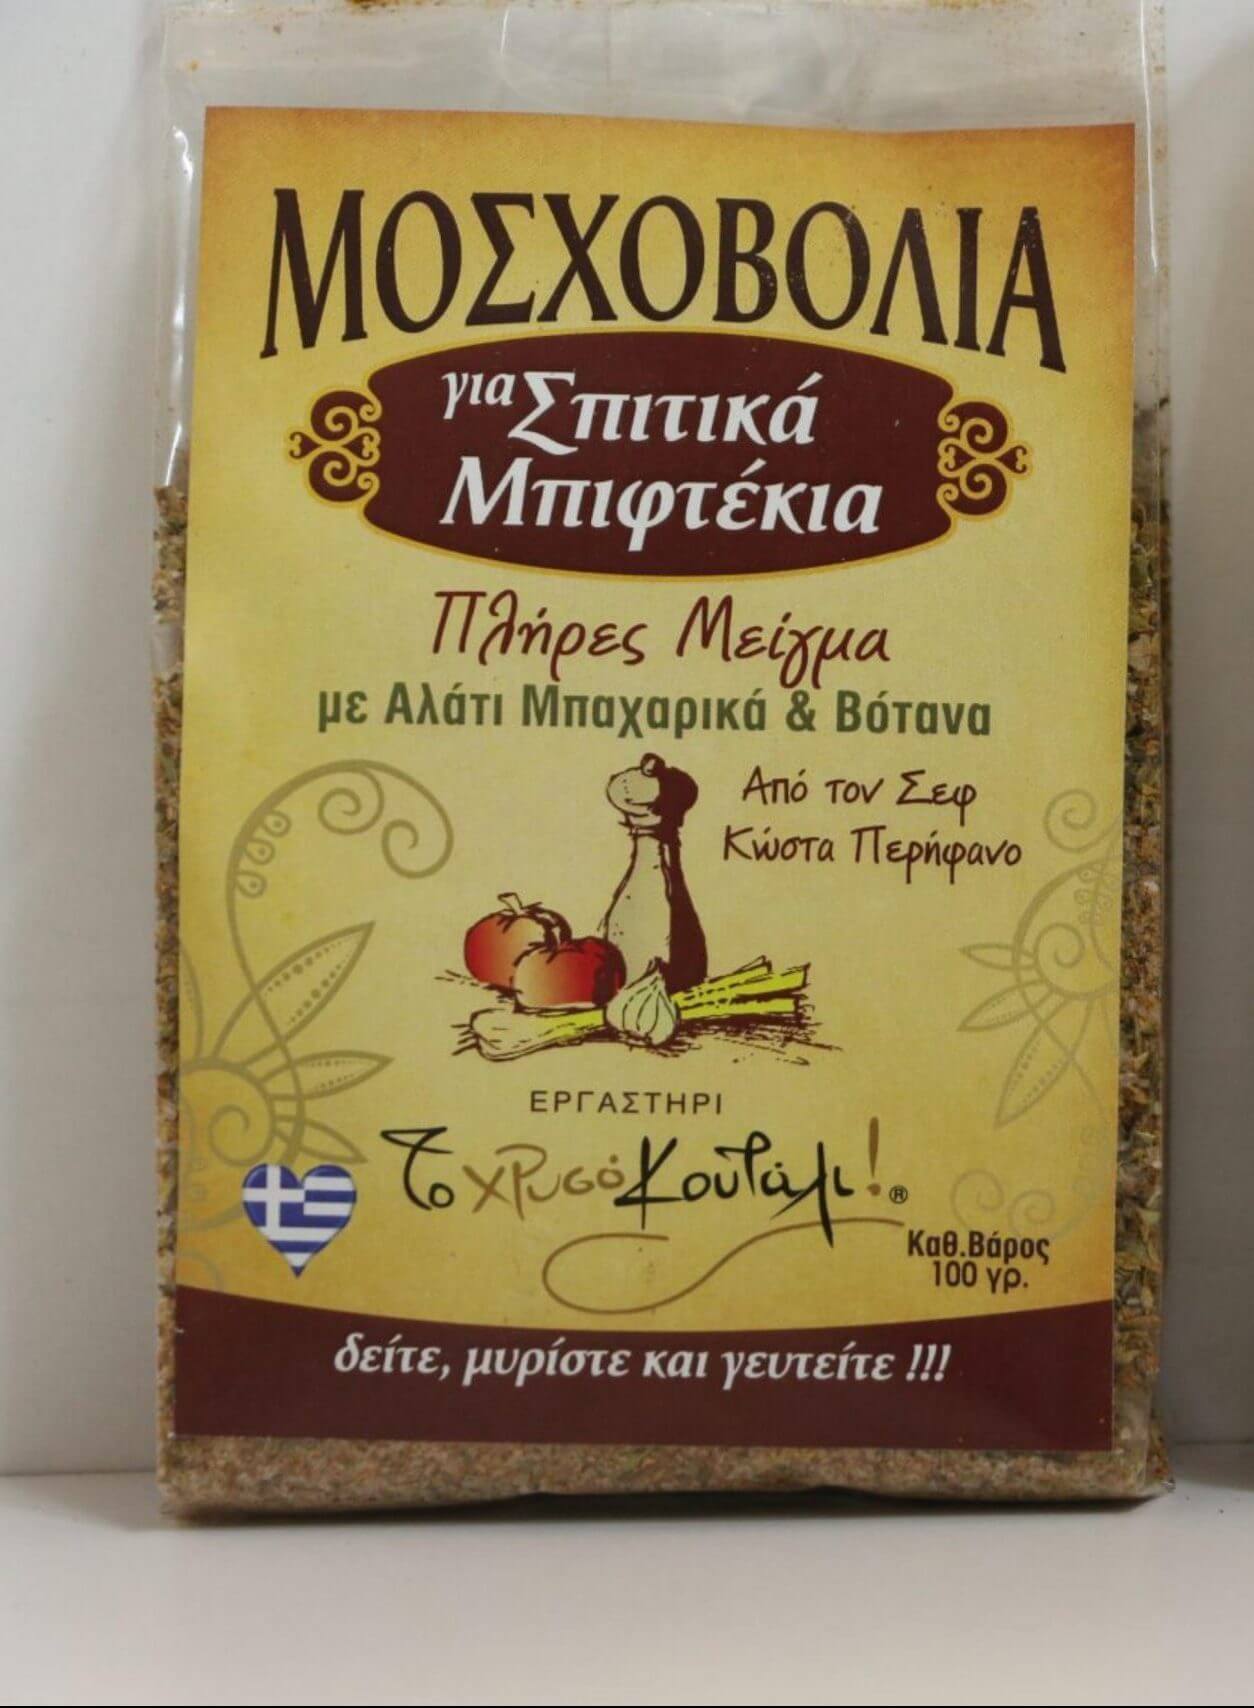 ΜΟΣΧΟΒΟΛΙΑ
για Σπιτικά
Μπιφτέκια
Πλήρες Μείγμα
με Αλάτι Μπαχαρικά & Βότανα
Από τον Σεφ
Κώστα Περήφανο
ΕΡΓΑΣΤΗΡΙ
Το χρυσό Κουτάλι!®
Καθ.Βάρος
100 γρ.
δείτε, μυρίστε και γευτείτε !!!